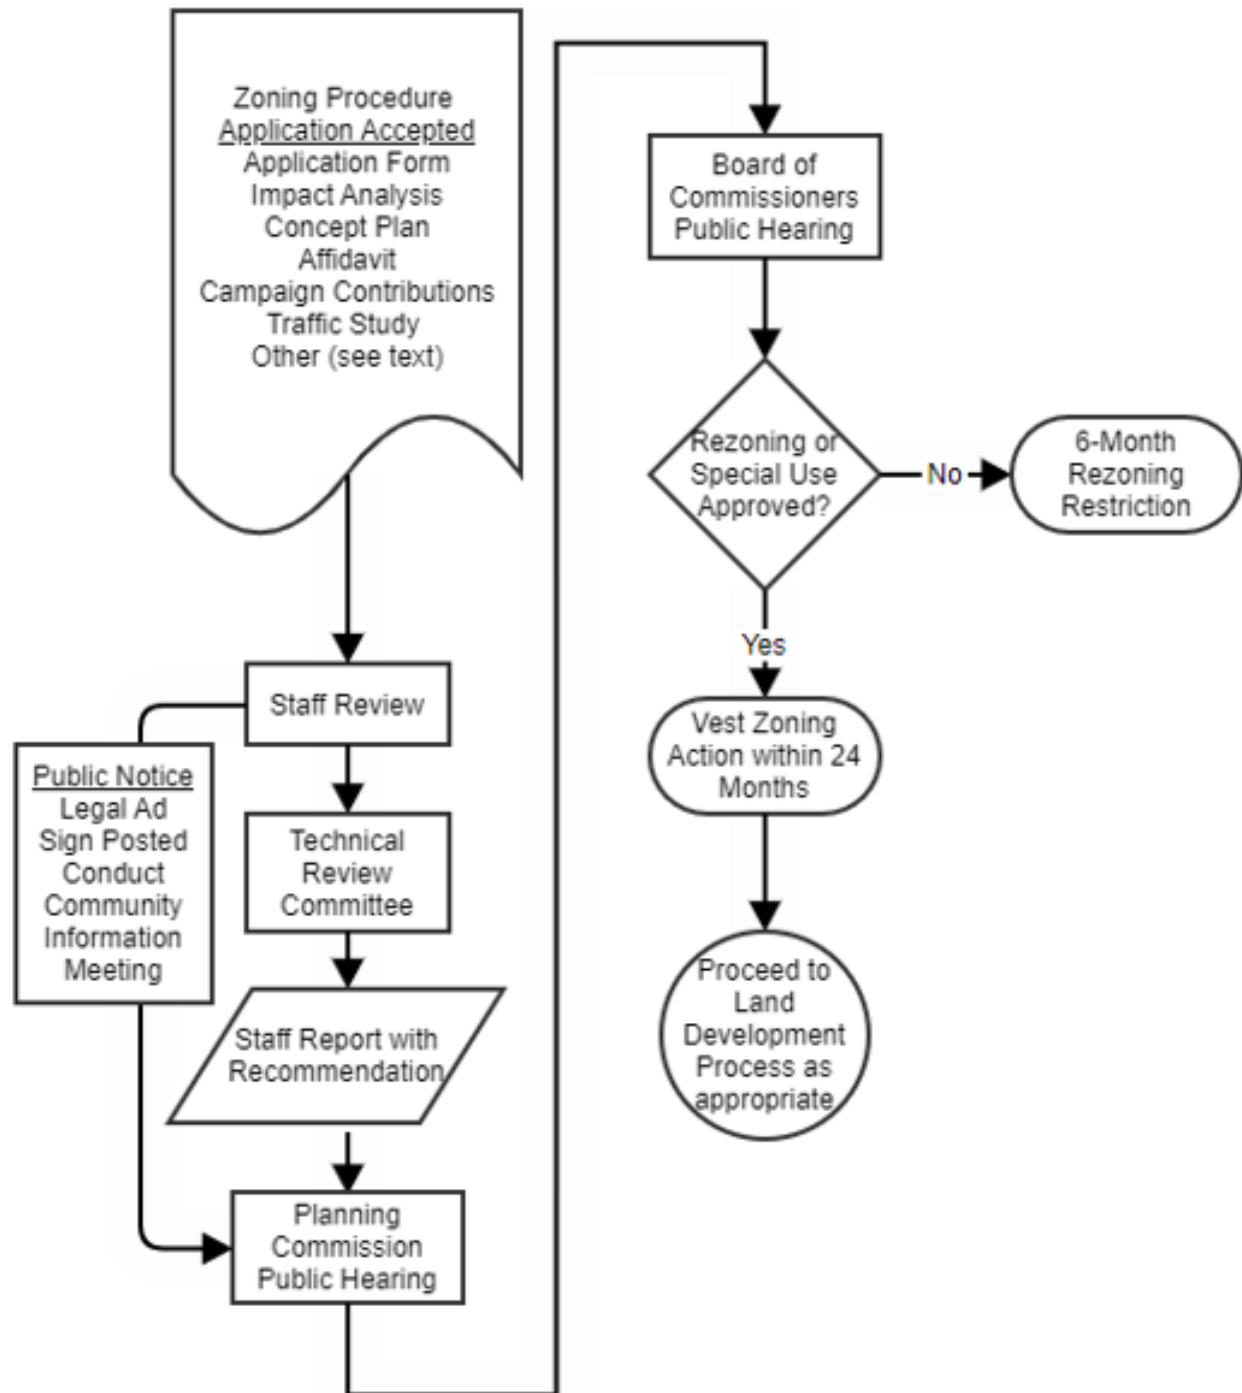 Zoning Procedure
Application Accepted
Application Form
Impact Analysis
Concept Plan
Affidavit
Campaign Contributions
Traffic Study
Other (see text)
Staff Review
Public Notice
Legal Ad
Sign Posted
Conduct
Community
Information
Meeting
Technical
Review
Committee
Staff Report with
Recommendation
Planning
Commission
Public Hearing
Board of
Commissioners
Public Hearing
Rezoning or
Special Use
Approved?
No
6-Month
Rezoning
Restriction
Yes
Vest Zoning
Action within 24
Months
Proceed to
Land
Development
Process as
appropriate